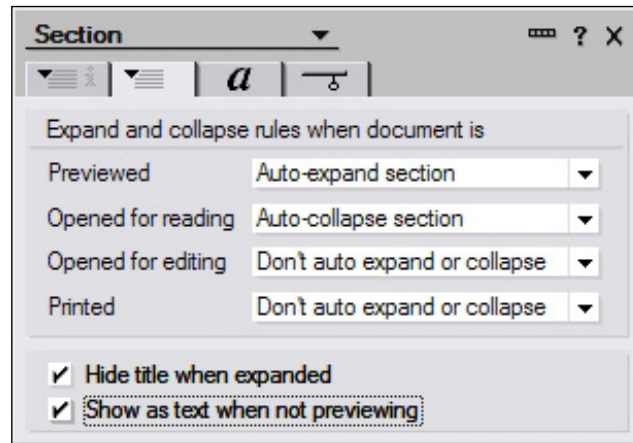 Section ? X
a
Expand and collapse rules when document is
Previewed Auto-expand section
Opened for reading Auto-collapse section
Opened for editing Don't auto expand or collapse
Printed Don't auto expand or collapse
Hide title when expanded
Show as text when not previewing